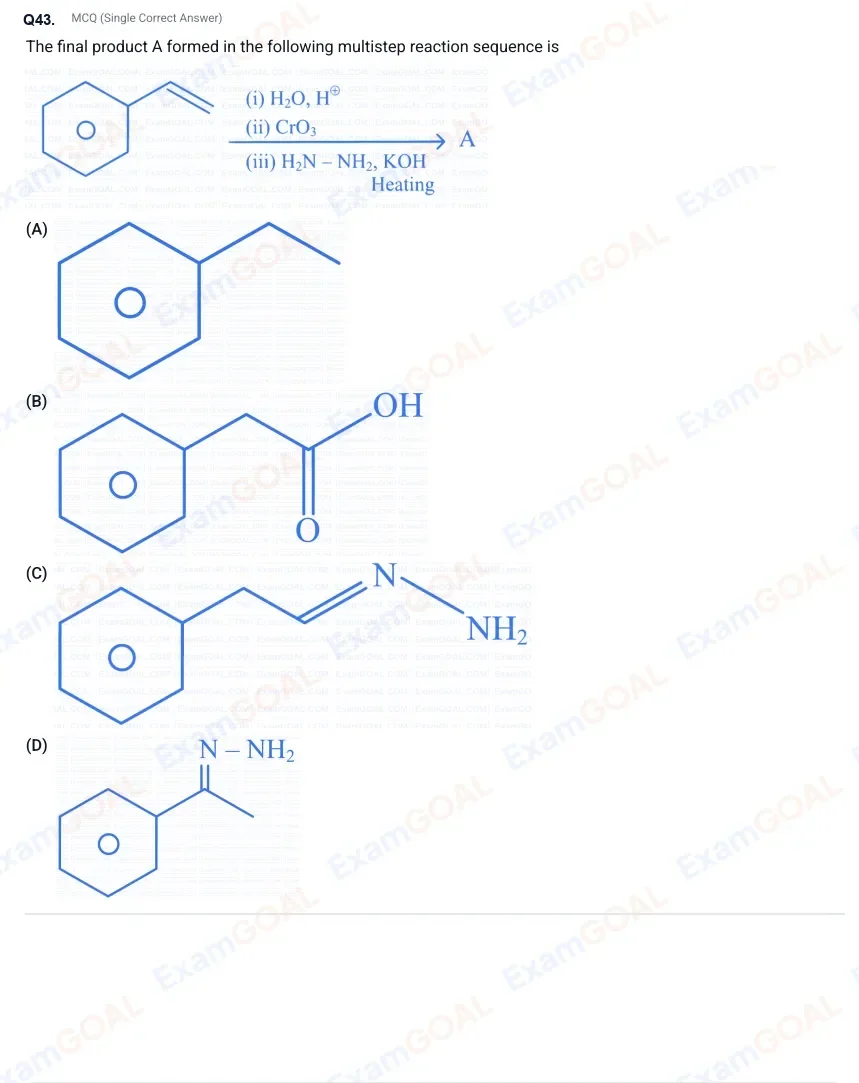 Q43. MCQ (Single Correct Answer)
The final product A formed in the following multistep reaction sequence is
(i) H₂O, H⊕
(ii) CrO₃
A
(iii) H₂N – NH₂, KOH
Heating
(A)
(B)
OH
O
(C)
N
NH₂
(D)
N – NH₂
ExamGOAL